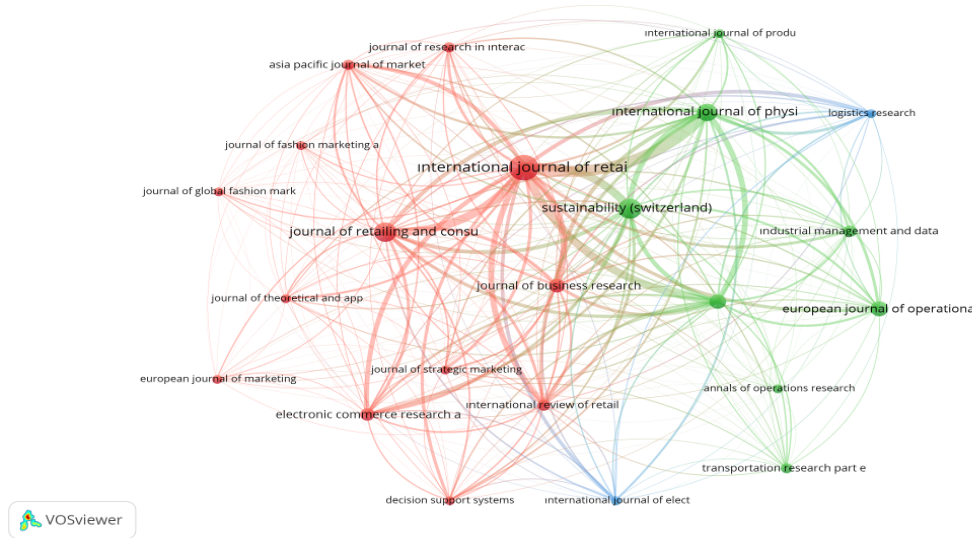 international journal of produ
journal of research in interac
asia pacific journal of market
international journal of physi
logistics research
journal of fashion marketing a
international journal of retai
journal of global fashion mark
sustainability (switzerland)
journal of retailing and consu
industrial management and data
journal of business research
journal of theoretical and app
european journal of operationa
journal of strategic marketing
european journal of marketing
annals of operations research
international review of retail
electronic commerce research a
transportation research part e
decision support systems
international journal of elect
VOSviewer